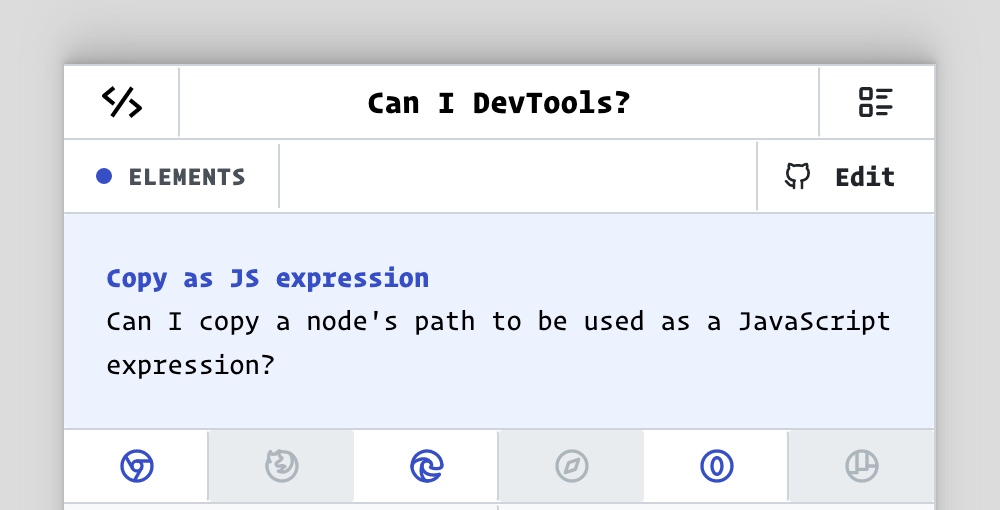 Can I DevTools?
ELEMENTS
Edit
Copy as JS expression
Can I copy a node's path to be used as a JavaScript
expression?